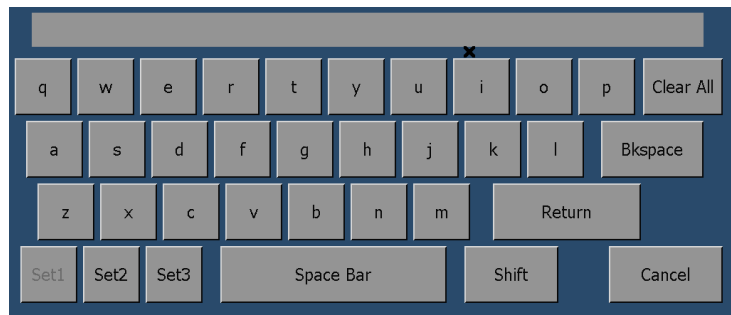 q w e r t y u i o p Clear All
a s d f g h j k l Bkspace
z x c v b n m Return
Set1 Set2 Set3 Space Bar Shift Cancel